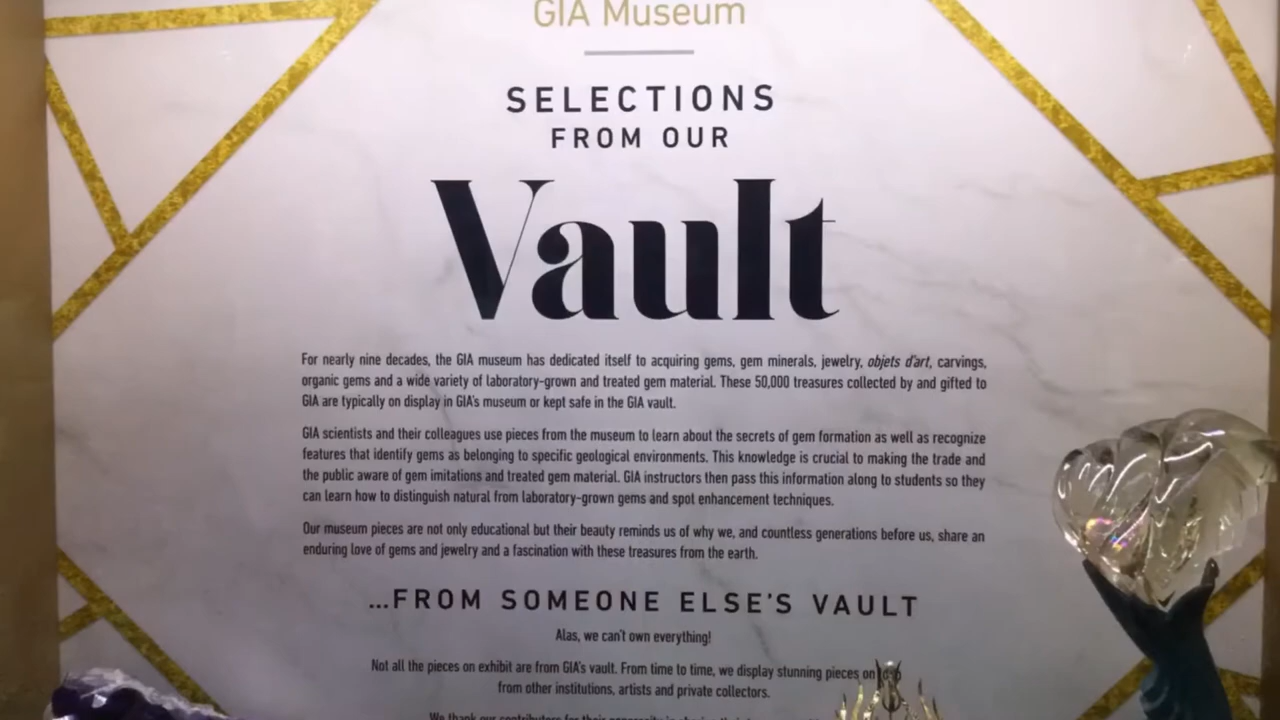 GIA Museum
SELECTIONS
FROM OUR
Vault
For nearly nine decades, the GIA museum has dedicated itself to acquiring gems, gem minerals, jewelry, objets d'art, carvings,
organic gems and a wide variety of laboratory-grown and treated gem material. These 50,000 treasures collected by and gifted to
GIA are typically on display in GIA's museum or kept safe in the GIA vault.
GIA scientists and their colleagues use pieces from the museum to learn about the secrets of gem formation as well as recognize
features that identify gems as belonging to specific geological environments. This knowledge is crucial to making the trade and
the public aware of gem imitations and treated gem material. GIA instructors then pass this information along to students so they
can learn how to distinguish natural from laboratory-grown gems and spot enhancement techniques.
Our museum pieces are not only educational but their beauty reminds us of why we, and countless generations before us, share an
enduring love of gems and jewelry and a fascination with these treasures from the earth.
...FROM SOMEONE ELSE'S VAULT
Alas, we can't own everything!
Not all the pieces on exhibit are from GIA's vault. From time to time, we display stunning pieces on
from other institutions, artists and private collectors.
We thank our contributors for their generosity in